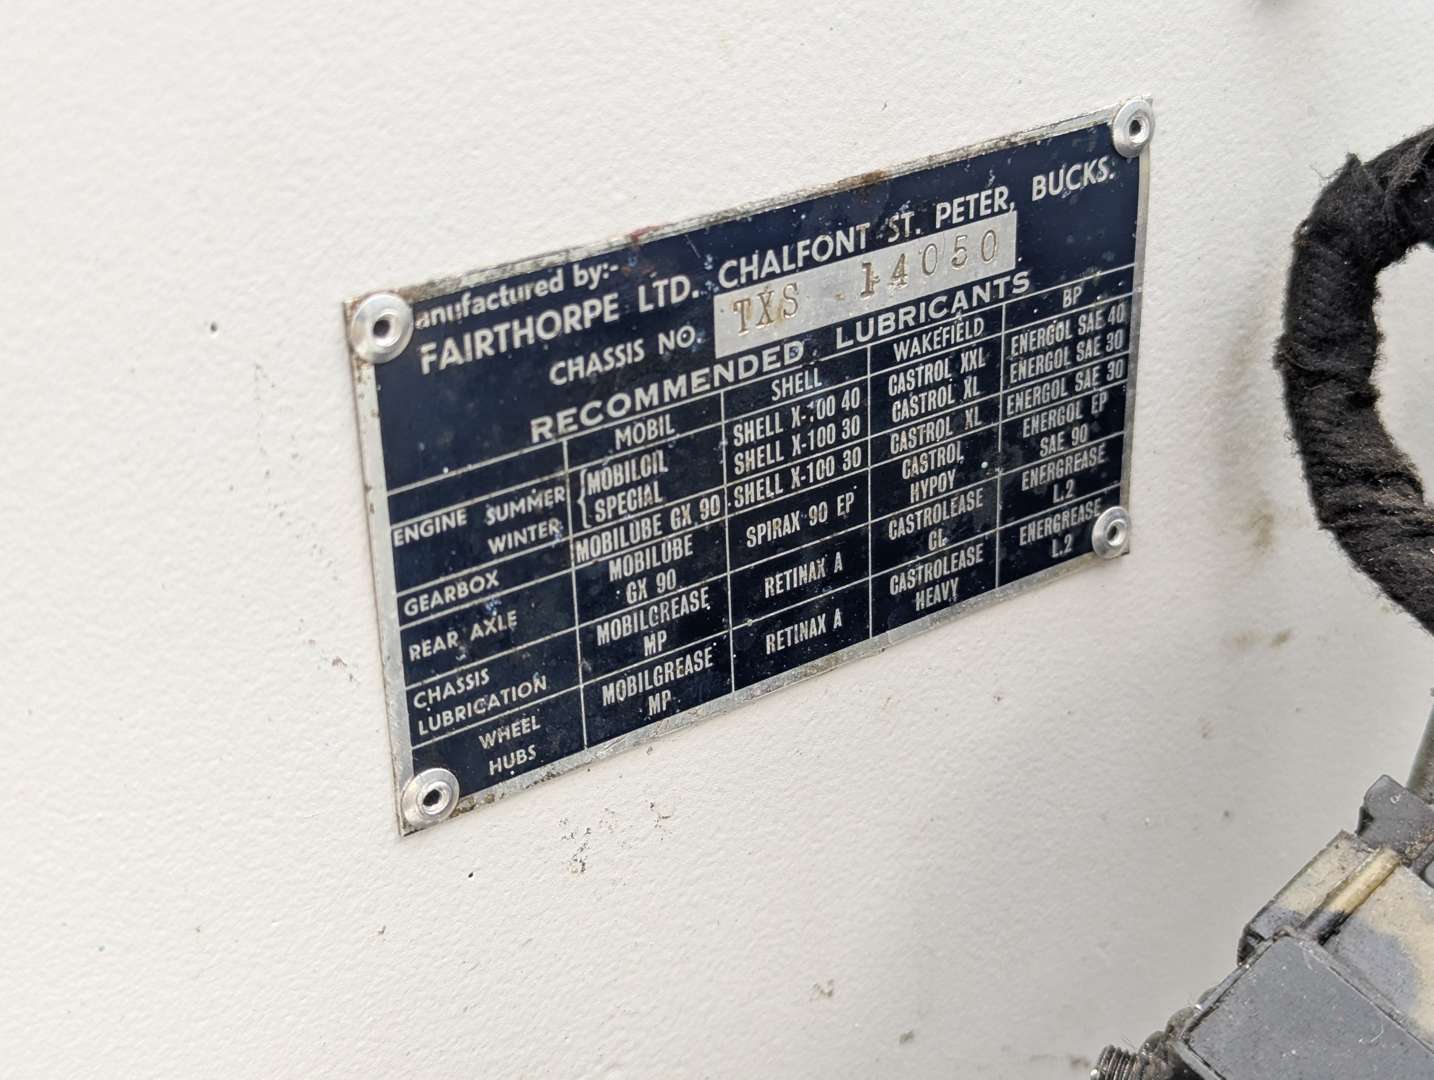 anufactured by:-
FAIRTHORPE LTD. CHALFONT ST. PETER, BUCKS.
CHASSIS NO. TXS 14050
RECOMMENDED LUBRICANTS
MOBIL SHELL WAKEFIELD BP
ENGINE SUMMER MOBILOIL SPECIAL SHELL X-100 40 CASTROL XXL ENERGOL SAE 40
WINTER SHELL X-100 30 CASTROL XL ENERGOL SAE 30
GEARBOX MOBILUBE GX 90 SHELL X-100 30 CASTROL XL ENERGOL SAE 30
REAR AXLE MOBILUBE GX 90 SPIRAX 90 EP CASTROL HYPOY ENERGOL EP SAE 90
CHASSIS LUBRICATION MOBILGREASE MP RETINAX A CASTROLEASE CL ENERGREASE L.2
WHEEL HUBS MOBILGREASE MP RETINAX A CASTROLEASE HEAVY ENERGREASE L.2